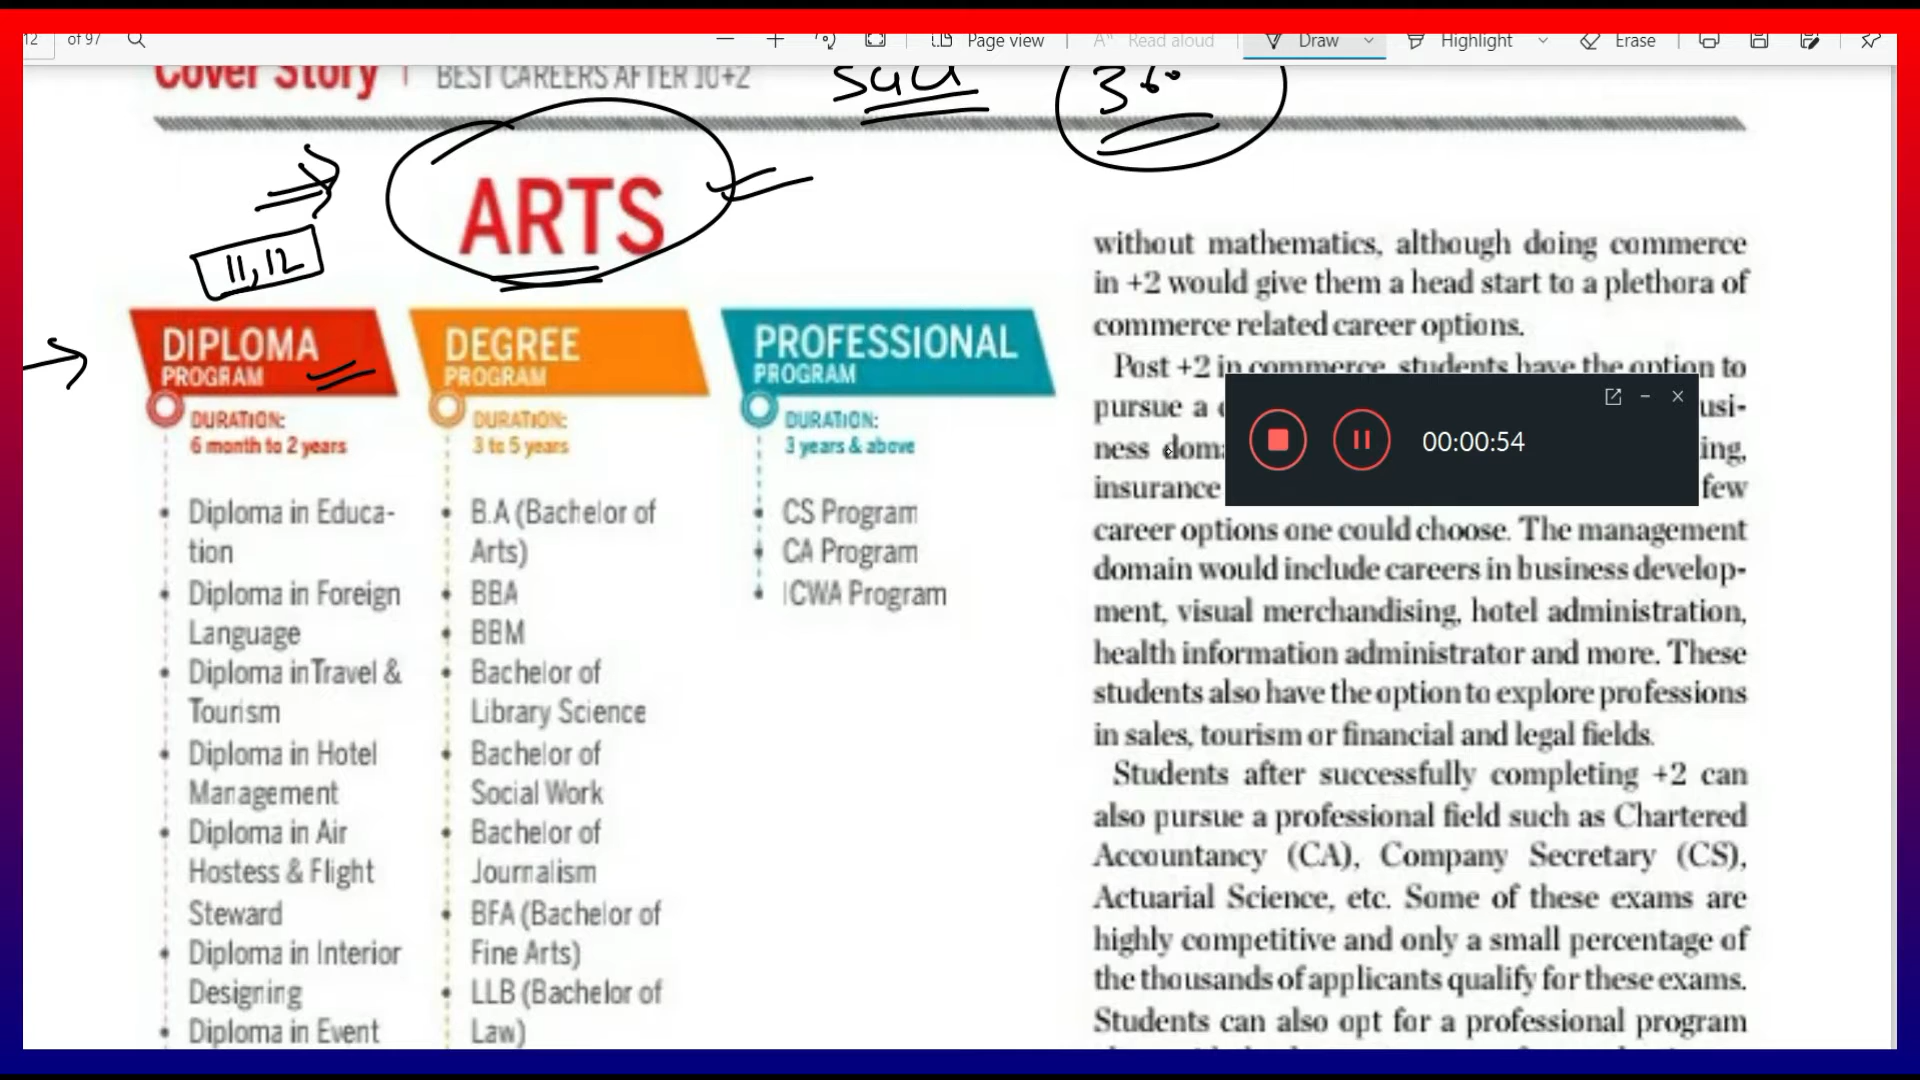 12 of 97 Page view Read aloud Draw Highlight Erase
Cover Story | BEST CAREERS AFTER 10+2
360
ARTS
11, 12
DIPLOMA
PROGRAM
DURATION:
6 month to 2 years
Diploma in Educa-
tion
Diploma in Foreign
Language
Diploma in Travel &
Tourism
Diploma in Hotel
Management
Diploma in Air
Hostess & Flight
Steward
Diploma in Interior
Designing
Diploma in Event
DEGREE
PROGRAM
DURATION:
3 to 5 years
B.A (Bachelor of
Arts)
BBA
BBM
Bachelor of
Library Science
Bachelor of
Social Work
Bachelor of
Journalism
BFA (Bachelor of
Fine Arts)
LLB (Bachelor of
Law)
PROFESSIONAL
PROGRAM
DURATION:
3 years & above
CS Program
CA Program
ICWA Program
without mathematics, although doing commerce
in +2 would give them a head start to a plethora of
commerce related career options.
Post +2 in commerce, students have the option to
pursue a usi-
ness ing,
insurance few
career options one could choose. The management
domain would include careers in business develop-
ment, visual merchandising, hotel administration,
health information administrator and more. These
students also have the option to explore professions
in sales, tourism or financial and legal fields.
Students after successfully completing +2 can
also pursue a professional field such as Chartered
Accountancy (CA), Company Secretary (CS),
Actuarial Science, etc. Some of these exams are
highly competitive and only a small percentage of
the thousands of applicants qualify for these exams.
Students can also opt for a professional program
00:00:54